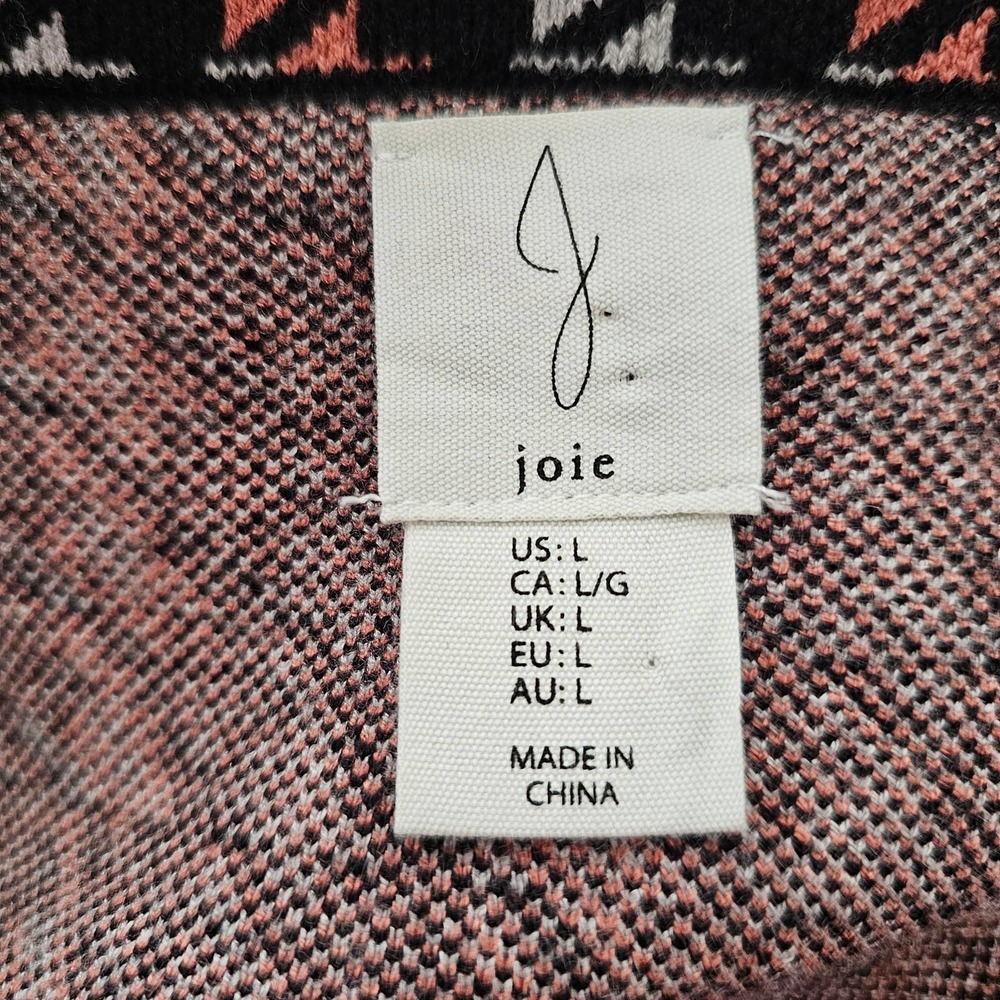 joie
US: L
CA: L/G
UK: L
EU: L
AU: L
MADE IN
CHINA